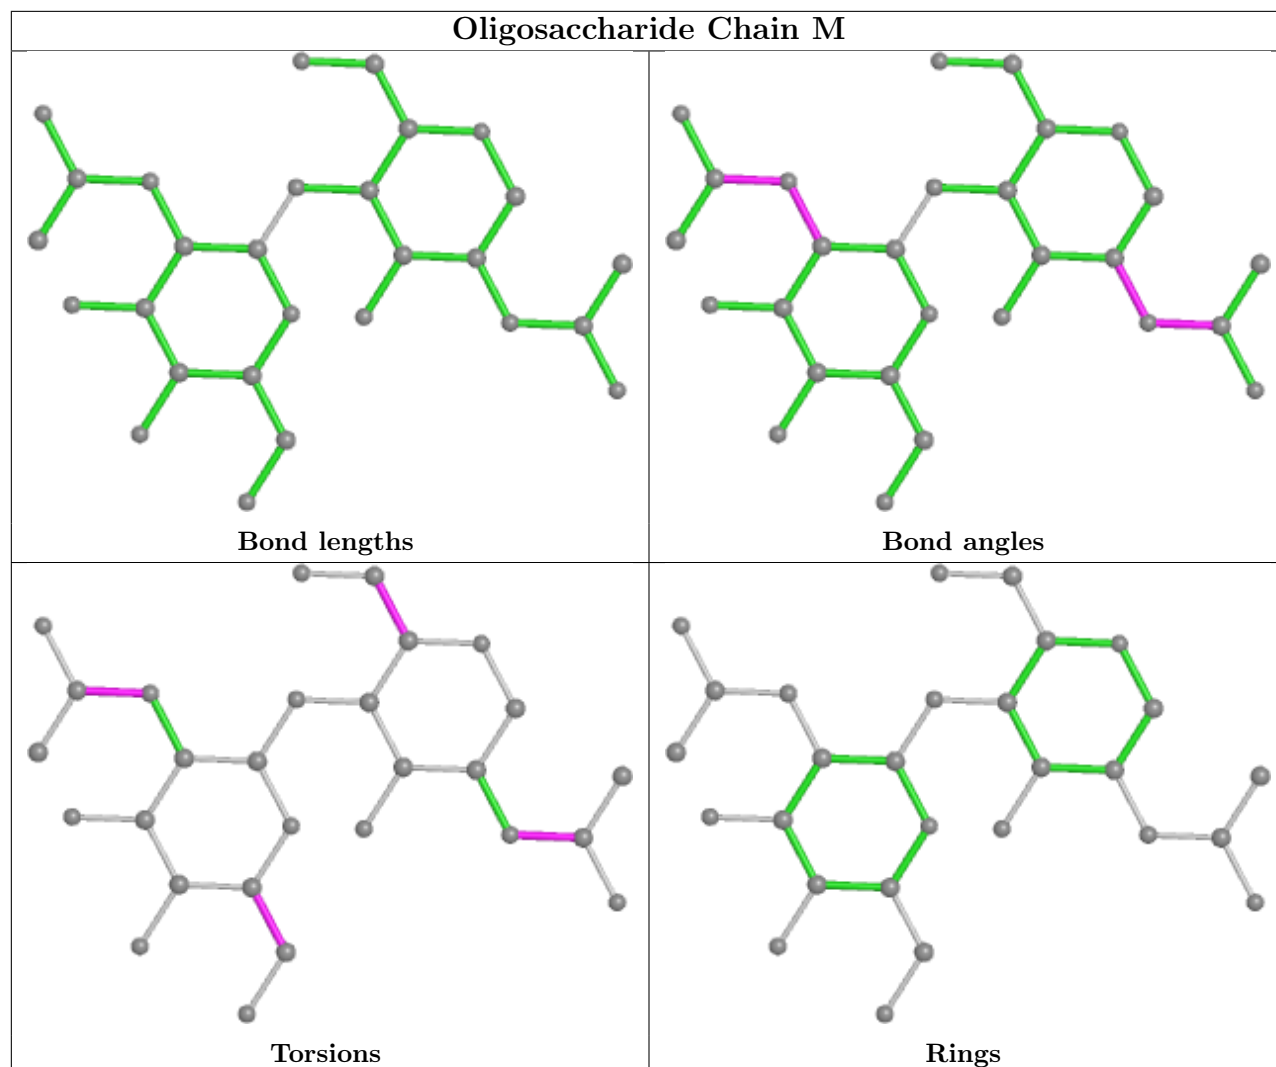 Oligosaccharide Chain M
Bond lengths
Bond angles
Torsions
Rings